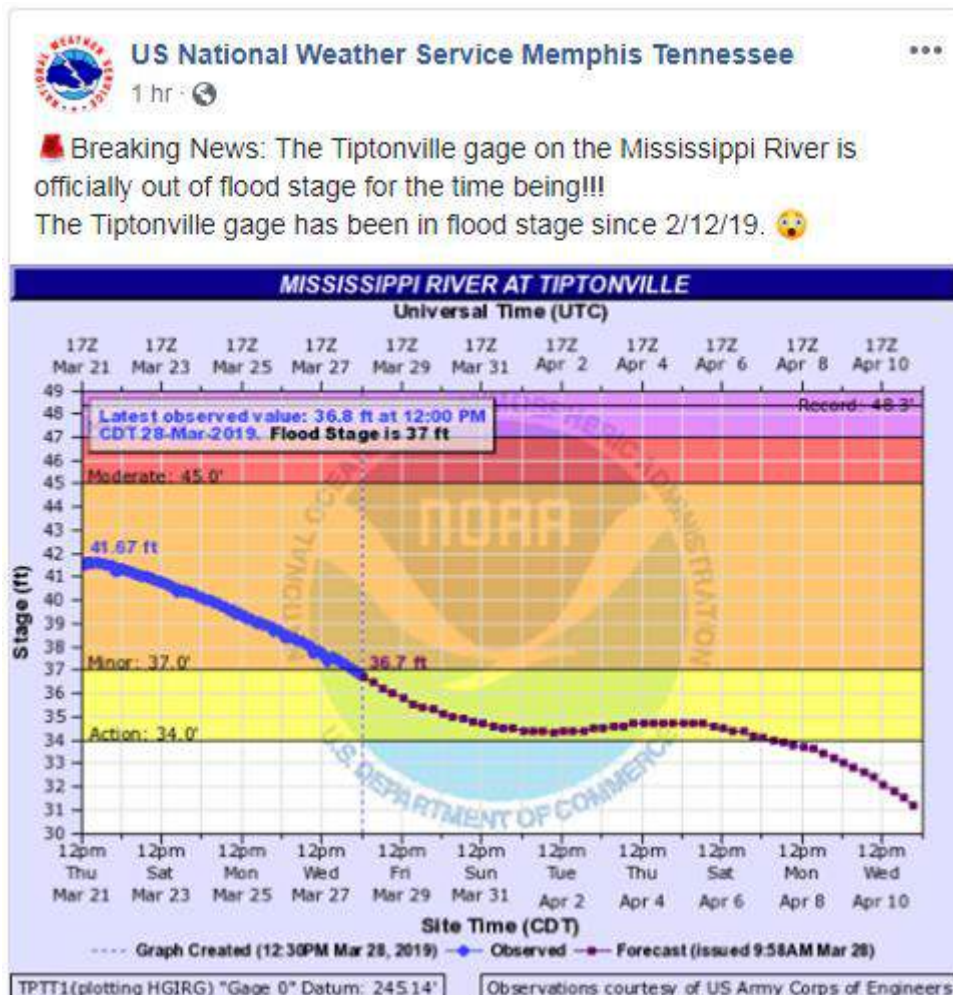 US National Weather Service Memphis Tennessee
1 hr
Breaking News: The Tiptonville gage on the Mississippi River is
officially out of flood stage for the time being!!!
The Tiptonville gage has been in flood stage since 2/12/19.
MISSISSIPPI RIVER AT TIPTONVILLE
Universal Time (UTC)
17Z 17Z 17Z 17Z 17Z 17Z 17Z 17Z 17Z 17Z 17Z
Mar 21 Mar 23 Mar 25 Mar 27 Mar 29 Mar 31 Apr 2 Apr 4 Apr 6 Apr 8 Apr 10
49
48
47
46
45
44
43
42
41
40
39
38
37
36
35
34
33
32
31
30
Stage (ft)
Latest observed value: 36.8 ft at 12:00 PM
CDT 28-Mar-2019. Flood Stage is 37 ft
Record: 48.3'
Moderate: 45.0'
41.67 ft
Minor: 37.0'
36.7 ft
Action: 34.0'
NOAA
U.S. DEPARTMENT OF COMMERCE
12pm 12pm 12pm 12pm 12pm 12pm 12pm 12pm 12pm 12pm 12pm
Thu Sat Mon Wed Fri Sun Tue Thu Sat Mon Wed
Mar 21 Mar 23 Mar 25 Mar 27 Mar 29 Mar 31 Apr 2 Apr 4 Apr 6 Apr 8 Apr 10
Site Time (CDT)
Graph Created (12:30PM Mar 28, 2019) Observed Forecast (issued 9:58AM Mar 28)
TPTT1(plotting HGIRG) "Gage 0" Datum: 245.14'
Observations courtesy of US Army Corps of Engineers